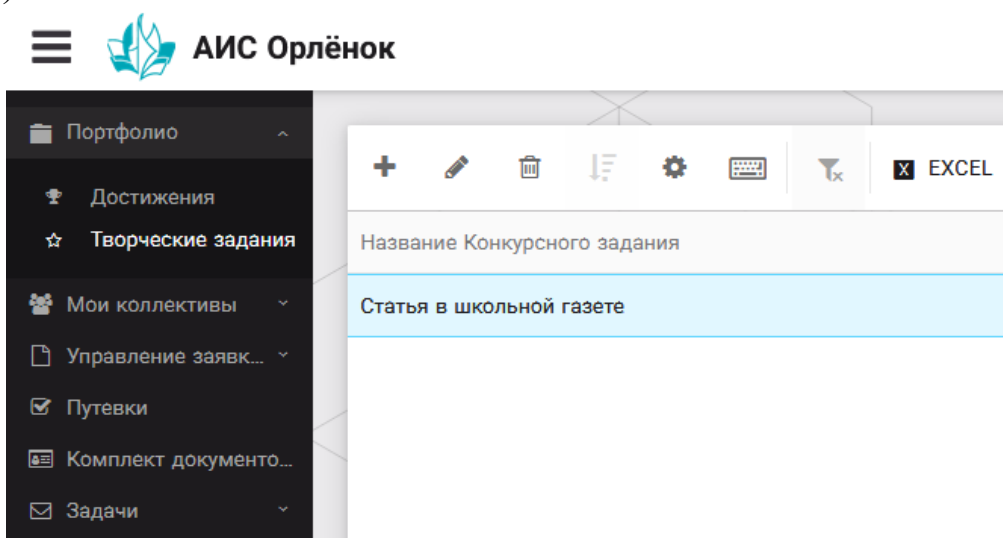 )
АИС Орлёнок
Портфолио
Достижения
Творческие задания
Мои коллективы
Управление заявк...
Путевки
Комплект документо...
Задачи
X EXCEL
Название Конкурсного задания
Статья в школьной газете